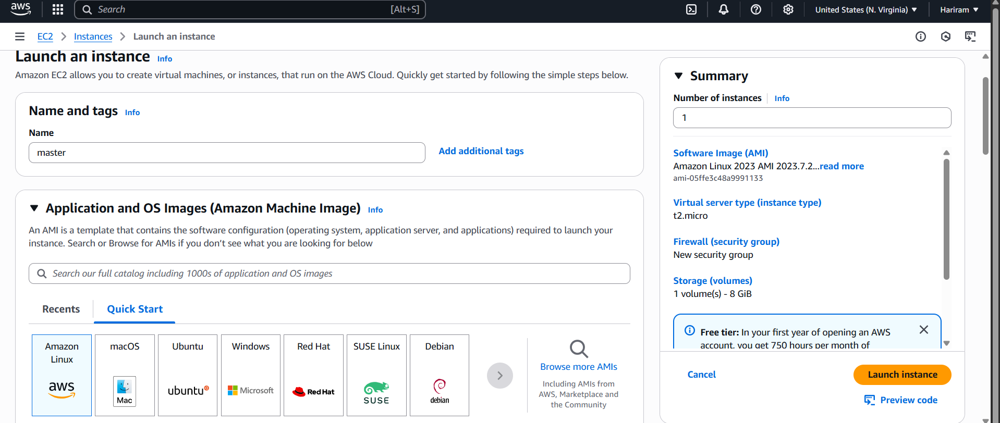 aws
Search
[Alt+S]
United States (N. Virginia)
Hariram
EC2
Instances
Launch an instance
Launch an instance Info
Amazon EC2 allows you to create virtual machines, or instances, that run on the AWS Cloud. Quickly get started by following the simple steps below.
Name and tags Info
Name
master
Add additional tags
Application and OS Images (Amazon Machine Image) Info
An AMI is a template that contains the software configuration (operating system, application server, and applications) required to launch your
instance. Search or Browse for AMIs if you don’t see what you are looking for below
Search our full catalog including 1000s of application and OS images
Recents
Quick Start
Amazon
Linux
aws
macOS
Mac
Ubuntu
ubuntu
Windows
Microsoft
Red Hat
Red Hat
SUSE Linux
SUSE
Debian
debian
Browse more AMIs
Including AMIs from
AWS, Marketplace and
the Community
Summary
Number of instances Info
1
Software Image (AMI)
Amazon Linux 2023 AMI 2023.7.2...read more
ami-05ffe3c48a9991133
Virtual server type (instance type)
t2.micro
Firewall (security group)
New security group
Storage (volumes)
1 volume(s) - 8 GiB
Free tier: In your first year of opening an AWS
account, you get 750 hours per month of
Cancel
Launch instance
Preview code